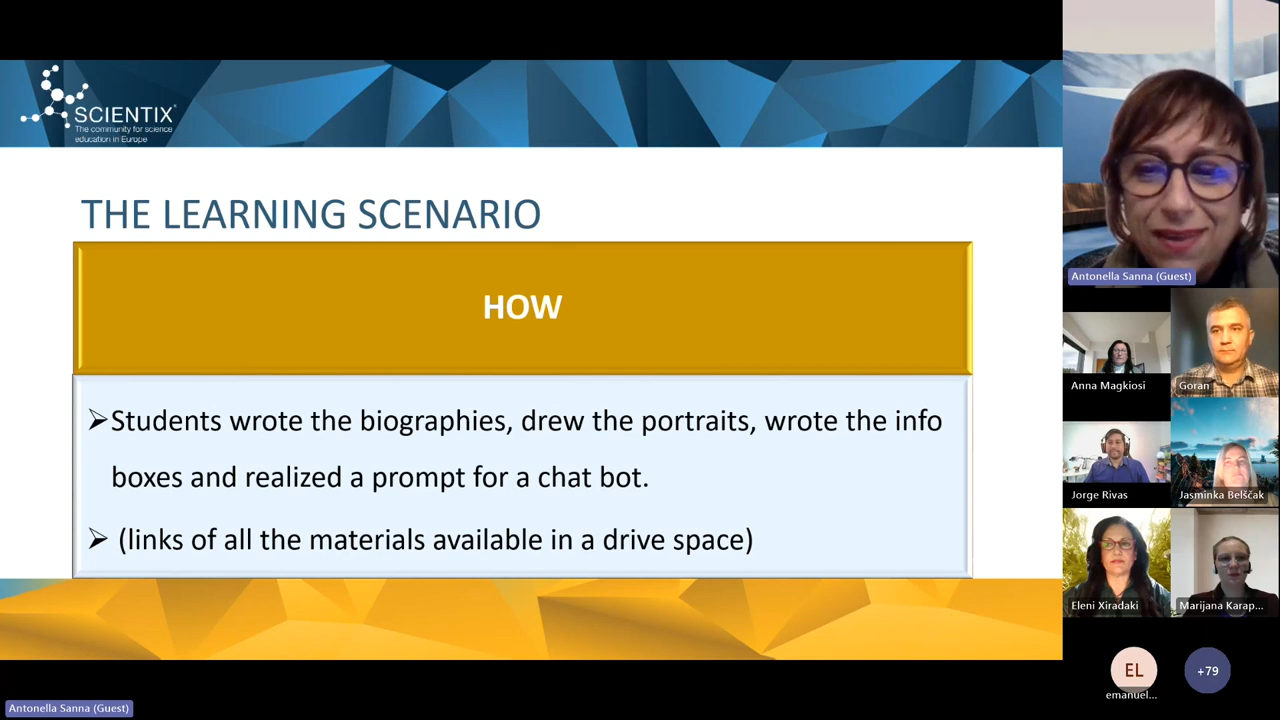 SCIENTIX®
The community for science
education in Europe
THE LEARNING SCENARIO
HOW
Students wrote the biographies, drew the portraits, wrote the info
boxes and realized a prompt for a chat bot.
(links of all the materials available in a drive space)
Antonella Sanna (Guest)
Anna Magkiosi
Goran
Jorge Rivas
Jasminka Belščak
Eleni Xiradaki
Marijana Karap...
EL
emanuel...
+79
Antonella Sanna (Guest)